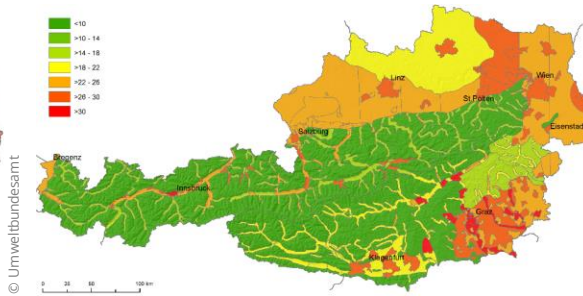 <10
>10 - 14
>14 - 18
>18 - 22
>22 - 26
>26 - 30
>30
Linz
Wien
St.Pölten
Eisenstadt
Salzburg
Bregenz
Innsbruck
Graz
Klagenfurt
0 25 50 100 km
© Umweltbundesamt